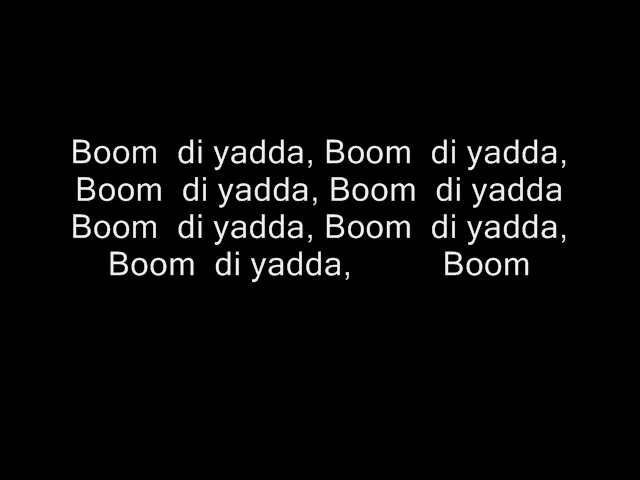 Boom  di yadda, Boom  di yadda,
Boom  di yadda, Boom  di yadda
Boom  di yadda, Boom  di yadda,
Boom  di yadda,          Boom